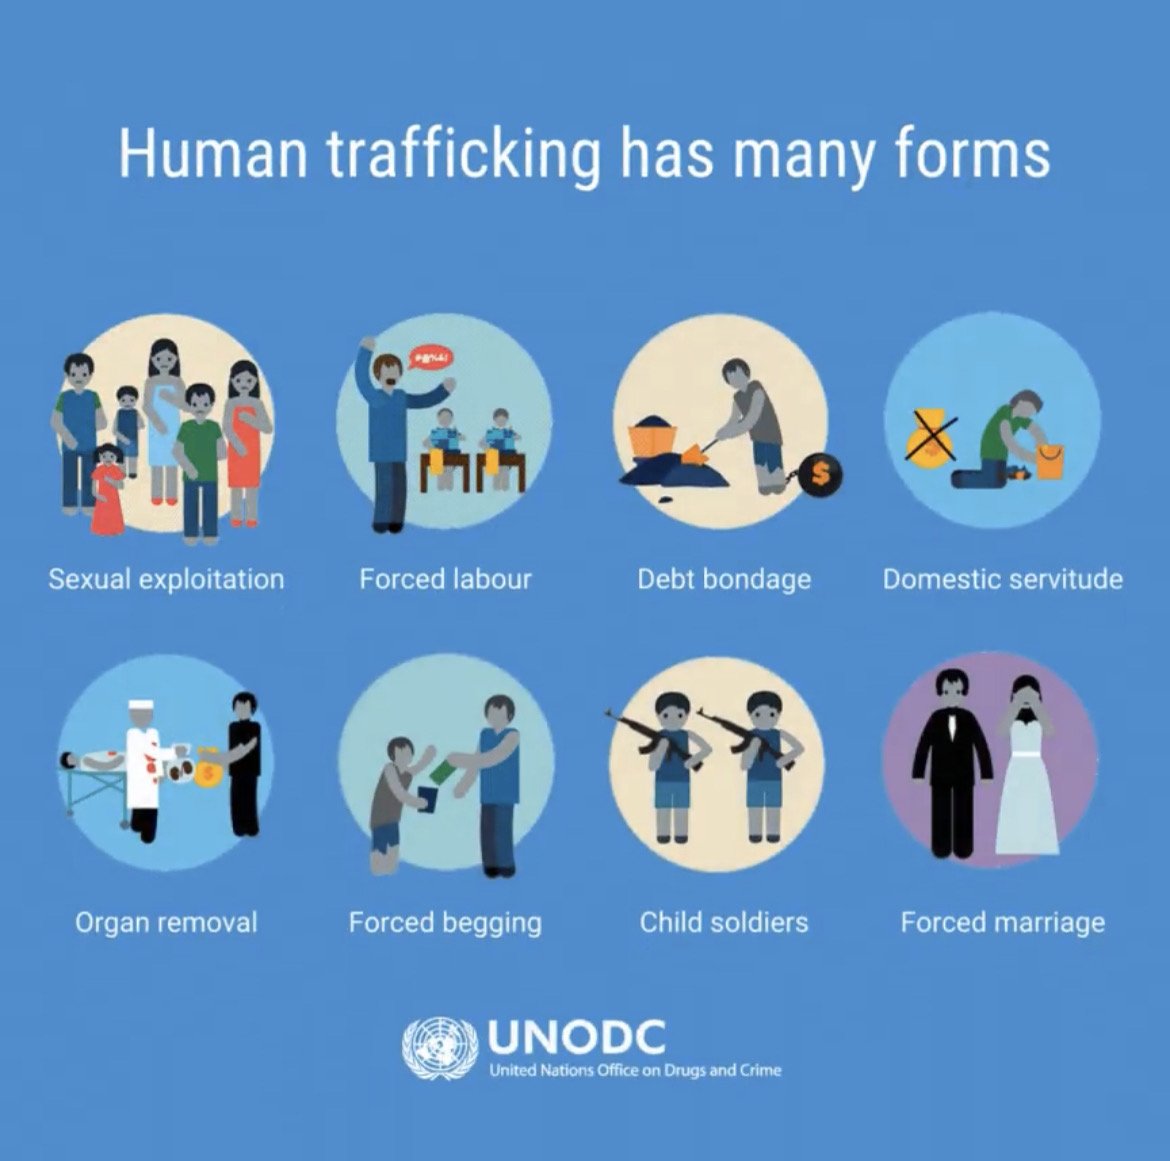 Human trafficking has many forms
Sexual exploitation
Forced labour
Debt bondage
Domestic servitude
Organ removal
Forced begging
Child soldiers
Forced marriage
UNODC
United Nations Office on Drugs and Crime